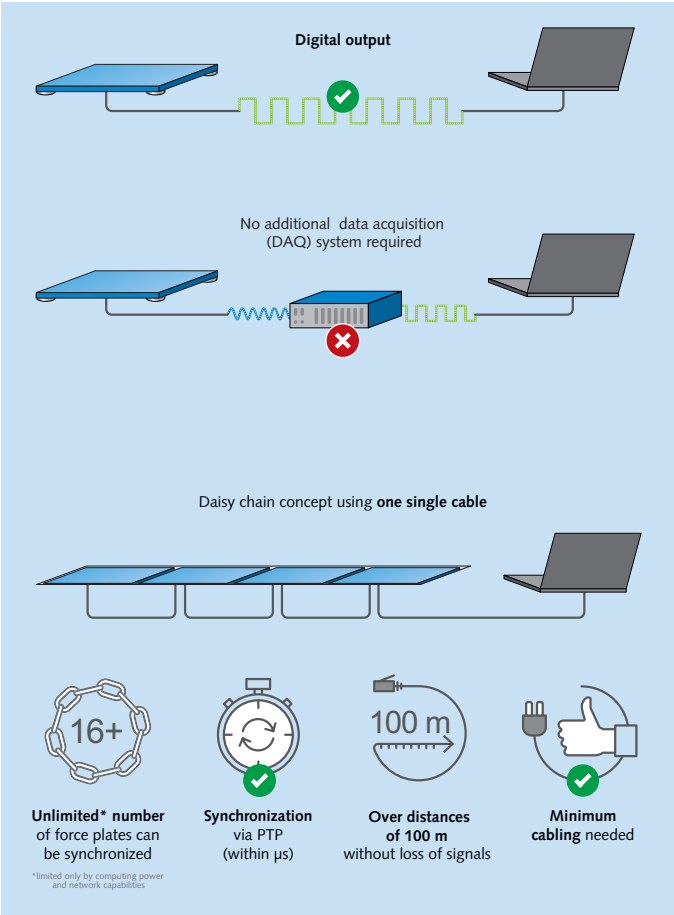 Digital output
No additional data acquisition
(DAQ) system required
Daisy chain concept using one single cable
16+
100 m
Unlimited* number
of force plates can
be synchronized
*limited only by computing power
and network capabilities
Synchronization
via PTP
(within µs)
Over distances
of 100 m
without loss of signals
Minimum
cabling needed